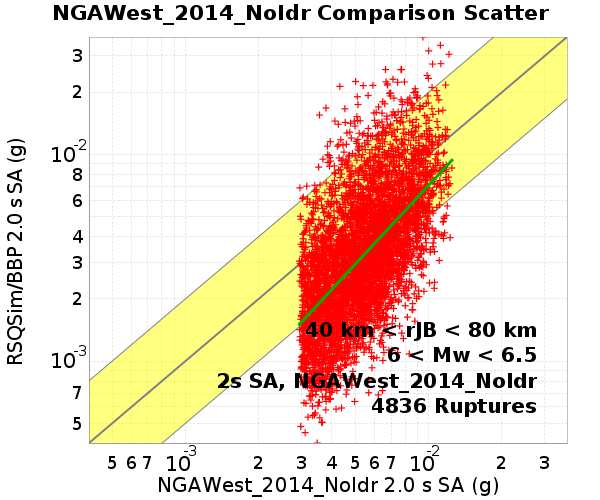 NGAWest_2014_NoIdr Comparison Scatter
RSQSim/BBP 2.0 s SA (g)
3
2
10-2
8
6
4
3
2
10-3
7
5
40 km < rJB < 80 km
6 < Mw < 6.5
2s SA, NGAWest_2014_NoIdr
4836 Ruptures
5 6 7 10-3 2 3 4 5 6 7 10-2 2 3
NGAWest_2014_NoIdr 2.0 s SA (g)